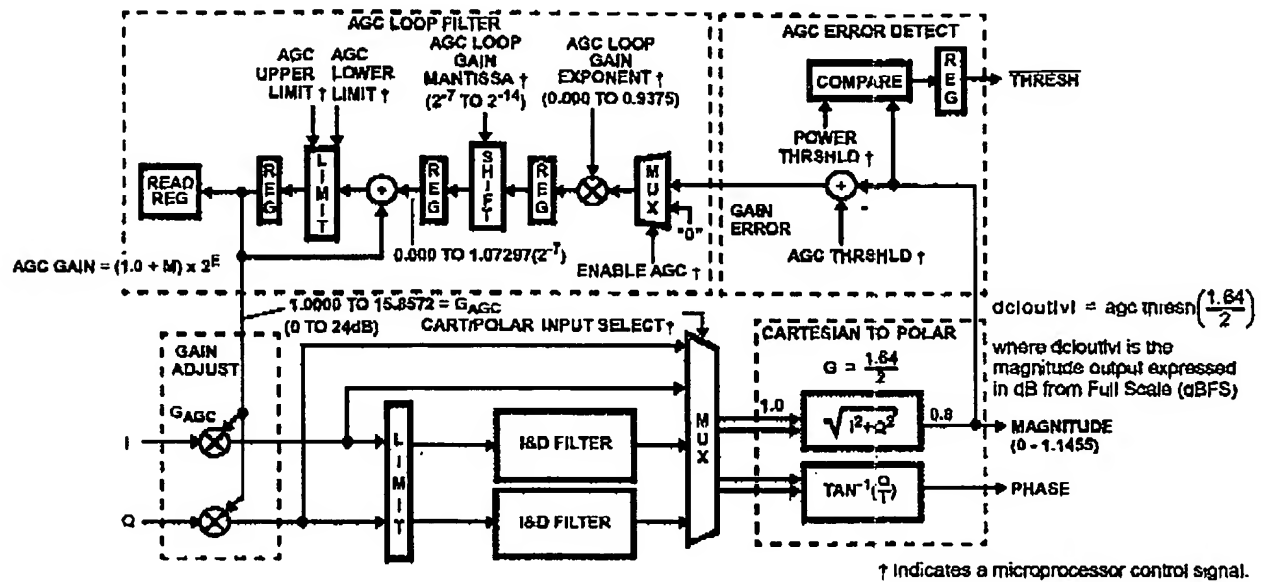 AGC LOOP FILTER
AGC
UPPER
LIMIT †
AGC
LOWER
LIMIT †
AGC LOOP
GAIN
MANTISSA †
(2^-7 TO 2^-14)
AGC LOOP
GAIN
EXPONENT †
(0.000 TO 0.9375)
READ
REG
REG
LIMIT
+
REG
SHIFT
REG
MUX
"0"
0.000 TO 1.07297(2^-7)
ENABLE AGC †
AGC GAIN = (1.0 + M) x 2^E
AGC ERROR DETECT
COMPARE
REG
THRESH
POWER
THRSHLD †
+
-
GAIN
ERROR
AGC THRSHLD †
1.0000 TO 15.8572 = G_AGC
(0 TO 24dB)
CART/POLAR INPUT SELECT †
GAIN
ADJUST
G_AGC
I
Q
LIMIT
I&D FILTER
I&D FILTER
MUX
CARTESIAN TO POLAR
G = 1.64/2
1.0
√I²+Q²
0.8
TAN^-1(Q/I)
dcloutlvl = agc thresh(1.64/2)
where dcloutlvl is the
magnitude output expressed
in dB from Full Scale (dBFS)
MAGNITUDE
(0 - 1.1455)
PHASE
† Indicates a microprocessor control signal.